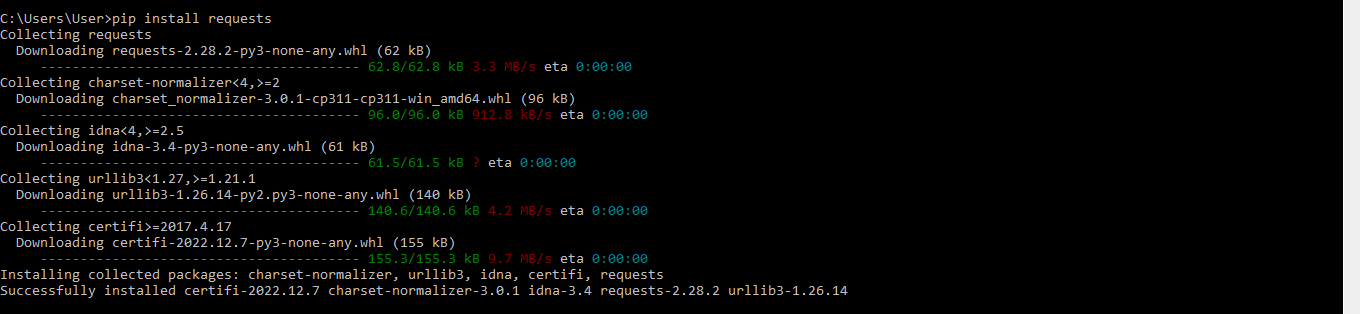 C:\Users\User>pip install requests
Collecting requests
  Downloading requests-2.28.2-py3-none-any.whl (62 kB)
     ---------------------------------------- 62.8/62.8 kB 3.3 MB/s eta 0:00:00
Collecting charset-normalizer<4,>=2
  Downloading charset_normalizer-3.0.1-cp311-cp311-win_amd64.whl (96 kB)
     ---------------------------------------- 96.0/96.0 kB 912.8 kB/s eta 0:00:00
Collecting idna<4,>=2.5
  Downloading idna-3.4-py3-none-any.whl (61 kB)
     ---------------------------------------- 61.5/61.5 kB ? eta 0:00:00
Collecting urllib3<1.27,>=1.21.1
  Downloading urllib3-1.26.14-py2.py3-none-any.whl (140 kB)
     ---------------------------------------- 140.6/140.6 kB 4.2 MB/s eta 0:00:00
Collecting certifi>=2017.4.17
  Downloading certifi-2022.12.7-py3-none-any.whl (155 kB)
     ---------------------------------------- 155.3/155.3 kB 9.7 MB/s eta 0:00:00
Installing collected packages: charset-normalizer, urllib3, idna, certifi, requests
Successfully installed certifi-2022.12.7 charset-normalizer-3.0.1 idna-3.4 requests-2.28.2 urllib3-1.26.14